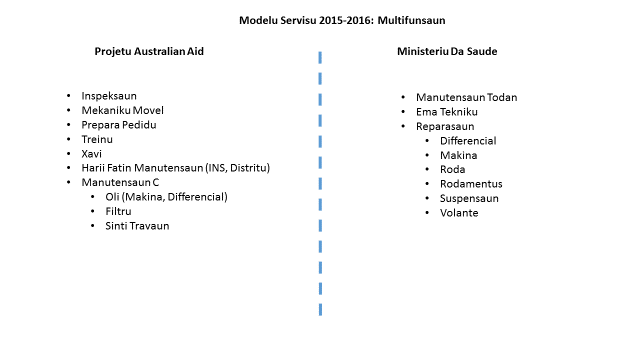 Modelu Servisu 2015-2016: Multifunsaun
Projetu Australian Aid
• Inspeksaun
• Mekaniku Movel
• Prepara Pedidu
• Treinu
• Xavi
• Harii Fatin Manutensaun (INS, Distritu)
• Manutensaun C
• Oli (Makina, Differencial)
• Filtru
• Sinti Travaun
Ministeriu Da Saude
• Manutensaun Todan
• Ema Tekniku
• Reparasaun
• Differencial
• Makina
• Roda
• Rodamentus
• Suspensaun
• Volante